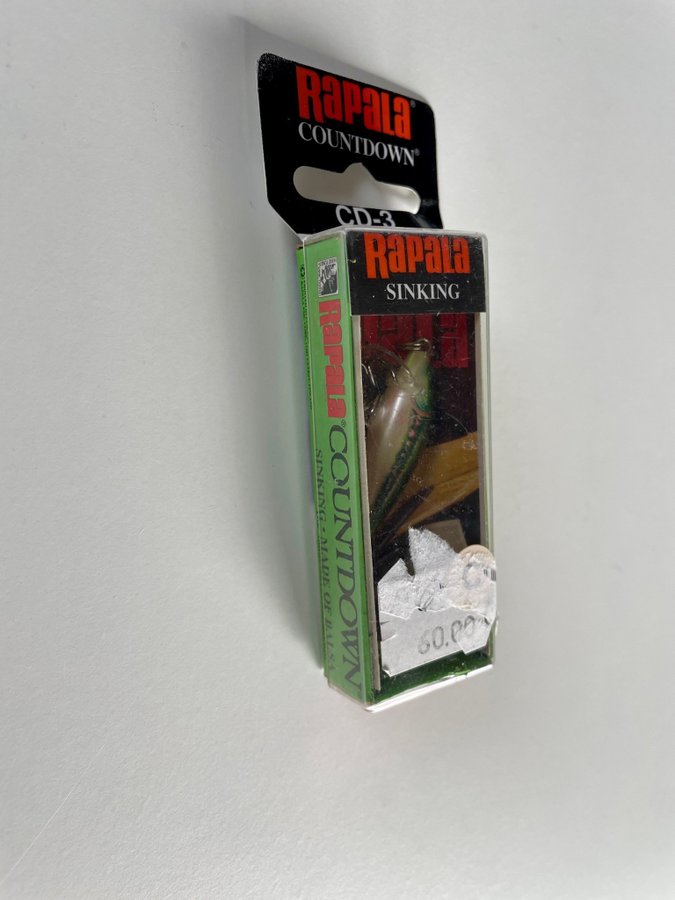 Rapala®
COUNTDOWN®
CD-3
Rapala
SINKING
Rapala® COUNTDOWN
SINKING • MADE OF BALSA
60.00